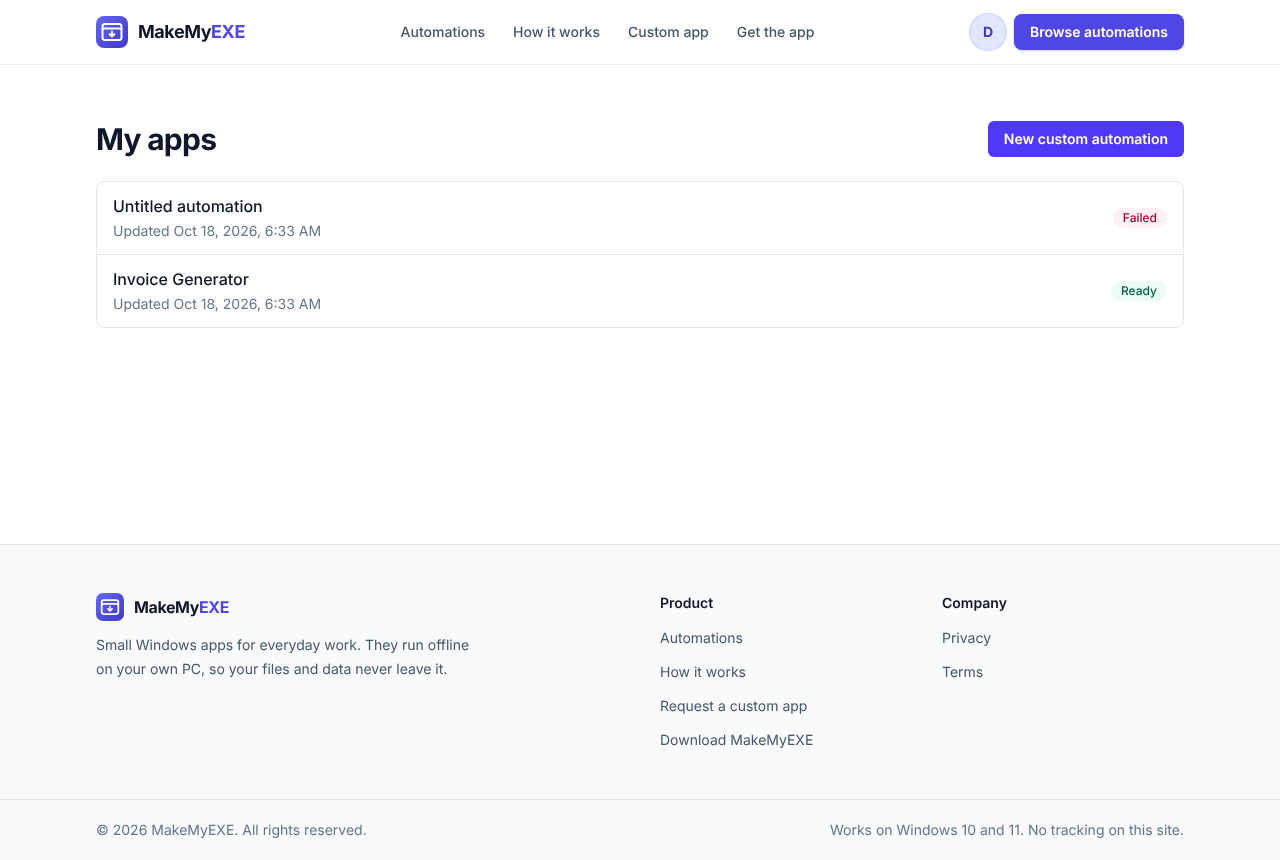 MakeMyEXE
Automations
How it works
Custom app
Get the app
D
Browse automations
My apps
New custom automation
Untitled automation
Updated Oct 18, 2026, 6:33 AM
Failed
Invoice Generator
Updated Oct 18, 2026, 6:33 AM
Ready
MakeMyEXE
Small Windows apps for everyday work. They run offline
on your own PC, so your files and data never leave it.
Product
Automations
How it works
Request a custom app
Download MakeMyEXE
Company
Privacy
Terms
© 2026 MakeMyEXE. All rights reserved.
Works on Windows 10 and 11. No tracking on this site.